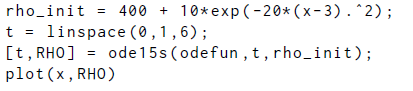 rho_init = 400 + 10*exp(-20*(x-3).^2);
t = linspace(0,1,6);
[t,RHO] = ode15s(odefun,t,rho_init);
plot(x,RHO)